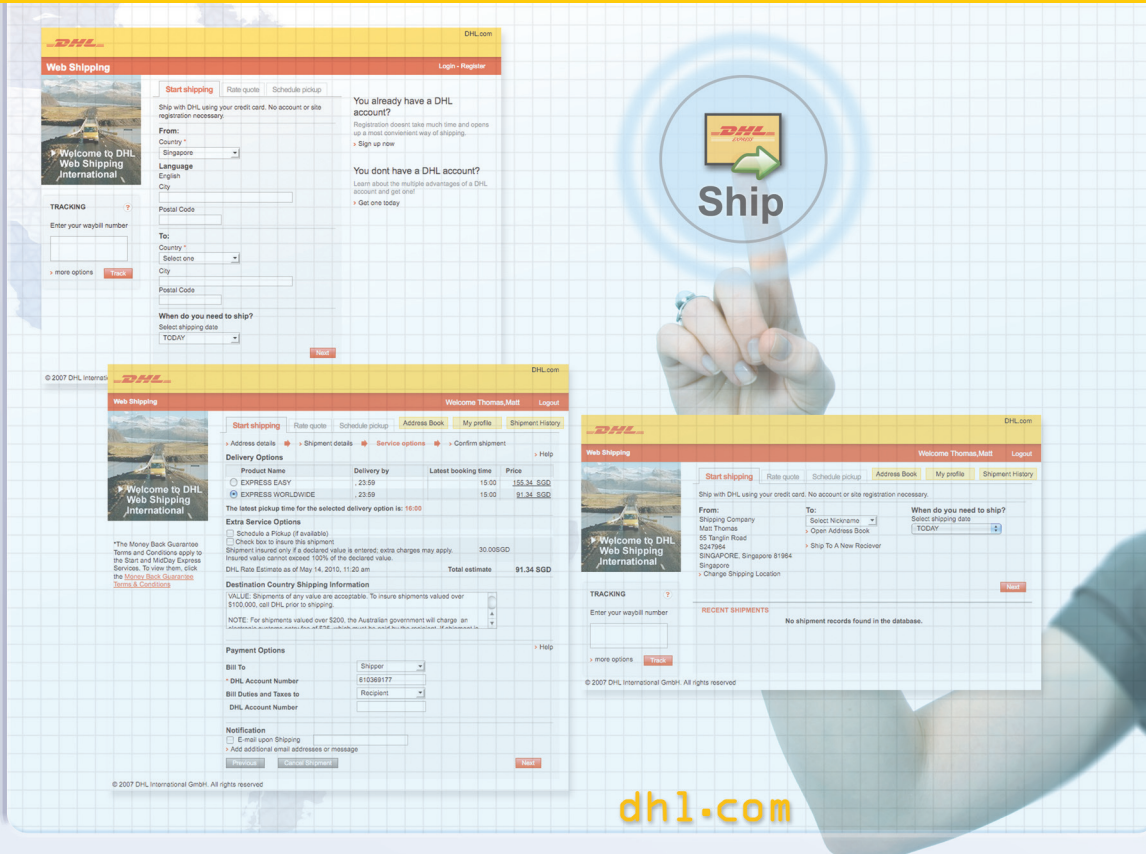 DHL.com
DHL
Web Shipping
Login - Register
Start shipping
Rate quote
Schedule pickup
Ship with DHL using your credit card. No account or site
registration necessary.
From:
Country *
Singapore
Language
English
City
Postal Code
To:
Country *
Select one
City
Postal Code
When do you need to ship?
Select shipping date
TODAY
Next
You already have a DHL
account?
Registration doesnt take much time and opens
up a most convenient way of shipping.
› Sign up now
You dont have a DHL account?
Learn about the multiple advantages of a DHL
account and get one!
› Get one today
Welcome to DHL
Web Shipping
International
TRACKING ?
Enter your waybill number
› more options
Track
© 2007 DHL Internati
DHL
EXPRESS
Ship
DHL.com
DHL
Web Shipping
Welcome Thomas,Matt
Logout
Start shipping
Rate quote
Schedule pickup
Address Book
My profile
Shipment History
› Address details
› Shipment details
Service options
› Confirm shipment
› Help
Delivery Options
Product Name Delivery by Latest booking time Price
EXPRESS EASY , 23:59 15:00 155.34 SGD
EXPRESS WORLDWIDE , 23:59 15:00 91.34 SGD
The latest pickup time for the selected delivery option is: 16:00
Extra Service Options
Schedule a Pickup (if available)
Check box to insure this shipment
Shipment insured only if a declared value is entered; extra charges may apply. 30.00SGD
Insured value cannot exceed 100% of the declared value.
DHL Rate Estimate as of May 14, 2010, 11:20 am Total estimate 91.34 SGD
Destination Country Shipping Information
VALUE: Shipments of any value are acceptable. To insure shipments valued over
$100,000, call DHL prior to shipping.
NOTE: For shipments valued over $200, the Australian government will charge an
electronic customs entry fee of $25, which must be paid by the recipient. If shipment is
Payment Options
› Help
Bill To Shipper
* DHL Account Number 610369177
Bill Duties and Taxes to Recipient
DHL Account Number
Notification
E-mail upon Shipping
› Add additional email addresses or message
Previous
Cancel Shipment
Next
Welcome to DHL
Web Shipping
International
*The Money Back Guarantee
Terms and Conditions apply to
the Start and MidDay Express
Services. To view them, click
the Money Back Guarantee
Terms & Conditions
© 2007 DHL International GmbH. All rights reserved
DHL.com
DHL
Web Shipping
Welcome Thomas,Matt
Logout
Start shipping
Rate quote
Schedule pickup
Address Book
My profile
Shipment History
Ship with DHL using your credit card. No account or site registration necessary.
From:
Shipping Company
Matt Thomas
55 Tanglin Road
S247964
SINGAPORE, Singapore 81964
Singapore
› Change Shipping Location
To:
Select Nickname
› Open Address Book
› Ship To A New Reciever
When do you need to ship?
Select shipping date
TODAY
Next
RECENT SHIPMENTS
No shipment records found in the database.
Welcome to DHL
Web Shipping
International
TRACKING ?
Enter your waybill number
› more options
Track
© 2007 DHL International GmbH. All rights reserved
dhl.com